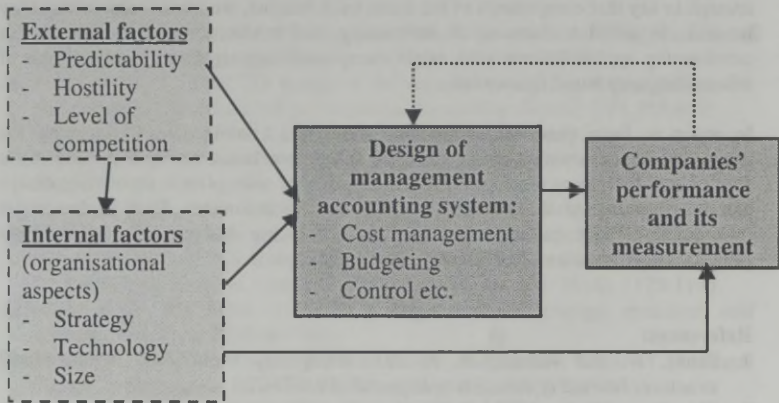 External factors
- Predictability
- Hostility
- Level of
competition
Internal factors
(organisational
aspects)
- Strategy
- Technology
- Size
Design of
management
accounting system:
- Cost management
- Budgeting
- Control etc.
Companies'
performance
and its
measurement